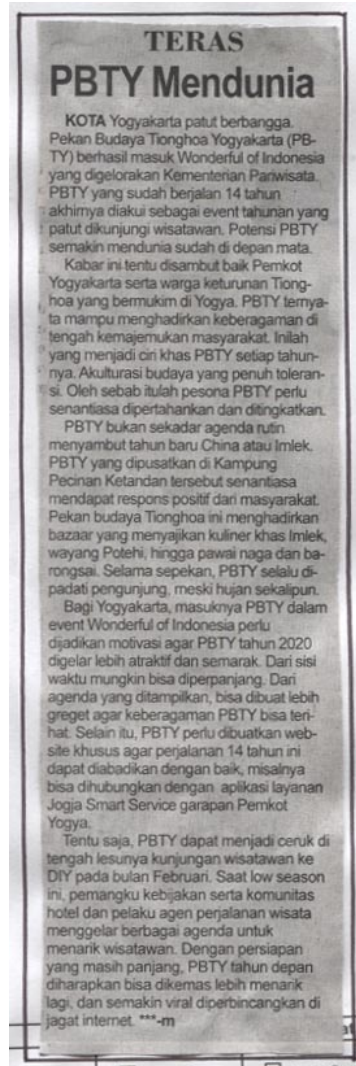 TERAS
PBTY Mendunia
KOTA Yogyakarta patut berbangga.
Pekan Budaya Tionghoa Yogyakarta (PB-
TY) berhasil masuk Wonderful of Indonesia
yang digelorakan Kementerian Pariwisata.
PBTY yang sudah berjalan 14 tahun
akhirnya diakui sebagai event tahunan yang
patut dikunjungi wisatawan. Potensi PBTY
semakin mendunia sudah di depan mata.
Kabar ini tentu disambut baik Pemkot
Yogyakarta serta warga keturunan Tiong-
hoa yang bermukim di Yogya. PBTY ternya-
ta mampu menghadirkan keberagaman di
tengah kemajemukan masyarakat. Inilah
yang menjadi ciri khas PBTY setiap tahun-
nya. Akulturasi budaya yang penuh toleran-
si. Oleh sebab itulah pesona PBTY perlu
senantiasa dipertahankan dan ditingkatkan.
PBTY bukan sekadar agenda rutin
menyambut tahun baru China atau Imlek.
PBTY yang dipusatkan di Kampung
Pecinan Ketandan tersebut senantiasa
mendapat respons positif dari masyarakat.
Pekan budaya Tionghoa ini menghadirkan
bazaar yang menyajikan kuliner khas Imlek,
wayang Potehi, hingga pawai naga dan ba-
rongsai. Selama sepekan, PBTY selalu di-
padati pengunjung, meski hujan sekalipun.
Bagi Yogyakarta, masuknya PBTY dalam
event Wonderful of Indonesia perlu
dijadikan motivasi agar PBTY tahun 2020
digelar lebih atraktif dan semarak. Dari sisi
waktu mungkin bisa diperpanjang. Dari
agenda yang ditampilkan, bisa dibuat lebih
greget agar keberagaman PBTY bisa terli-
hat. Selain itu, PBTY perlu dibuatkan web-
site khusus agar perjalanan 14 tahun ini
dapat diabadikan dengan baik, misalnya
bisa dihubungkan dengan aplikasi layanan
Jogja Smart Service garapan Pemkot
Yogya.
Tentu saja, PBTY dapat menjadi ceruk di
tengah lesunya kunjungan wisatawan ke
DIY pada bulan Februari. Saat low season
ini, pemangku kebijakan serta komunitas
hotel dan pelaku agen perjalanan wisata
menggelar berbagai agenda untuk
menarik wisatawan. Dengan persiapan
yang masih panjang, PBTY tahun depan
diharapkan bisa dikemas lebih menarik
lagi, dan semakin viral diperbincangkan di
jagat internet. ***-m